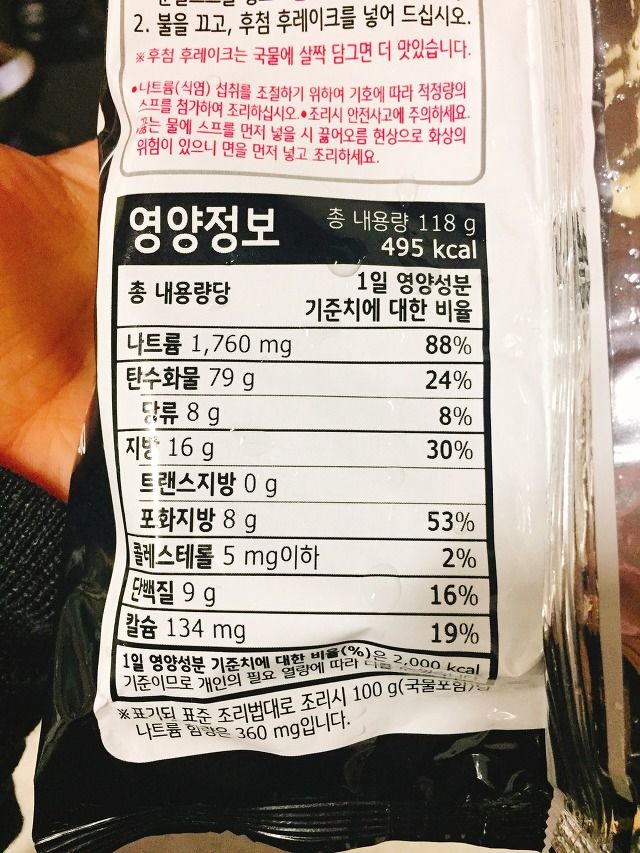 2. 불을 끄고, 후첨 후레이크를 넣어 드십시오.
※후첨 후레이크는 국물에 살짝 담그면 더 맛있습니다.
•나트륨(식염) 섭취를 조절하기 위하여 기호에 따라 적정량의
스프를 첨가하여 조리하십시오.•조리시 안전사고에 주의하세요.
끓는 물에 스프를 먼저 넣을 시 끓어오름 현상으로 화상의
위험이 있으니 면을 먼저 넣고 조리하세요.
영양정보
총 내용량 118 g
495 kcal
총 내용량당
1일 영양성분
기준치에 대한 비율
나트륨 1,760 mg 88%
탄수화물 79 g 24%
당류 8 g 8%
지방 16 g 30%
트랜스지방 0 g
포화지방 8 g 53%
콜레스테롤 5 mg이하 2%
단백질 9 g 16%
칼슘 134 mg 19%
1일 영양성분 기준치에 대한 비율(%)은 2,000 kcal
기준이므로 개인의 필요 열량에 따라
※표기된 표준 조리법대로 조리시 100 g(국물포함)당
나트륨 함량은 360 mg입니다.